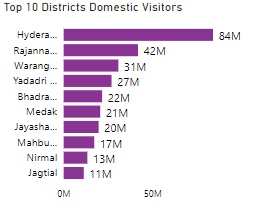 Top 10 Districts Domestic Visitors
Hydera... 84M
Rajanna... 42M
Warang... 31M
Yadadri ... 27M
Bhadra... 22M
Medak 21M
Jayasha... 20M
Mahbu... 17M
Nirmal 13M
Jagtial 11M
0M 50M